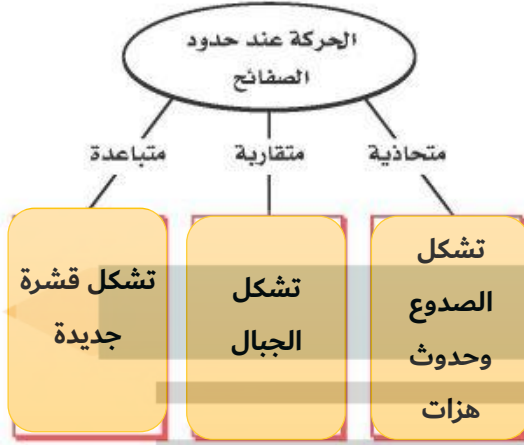 الحركة عند حدود
الصفائح
متحاذية
متقاربة
متباعدة
تشكل
الصدوع
وحدوث
هزات
تشكل
الجبال
تشكل قشرة
جديدة